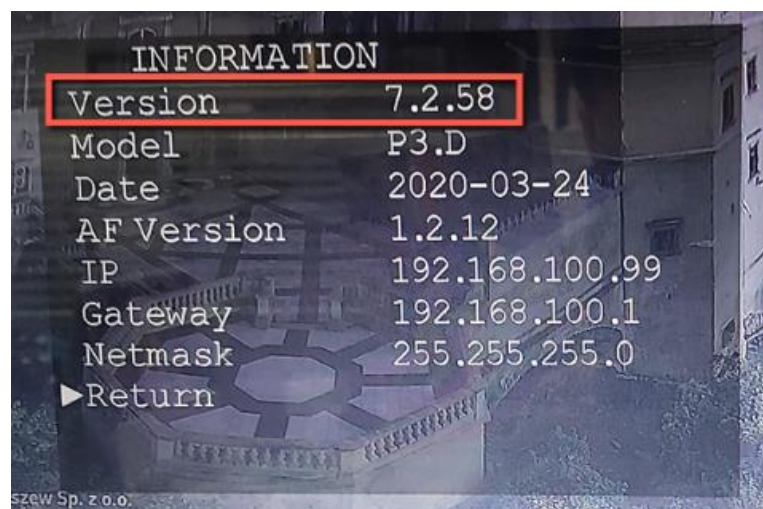 INFORMATION
Version 7.2.58
Model P3.D
Date 2020-03-24
AF Version 1.2.12
IP 192.168.100.99
Gateway 192.168.100.1
Netmask 255.255.255.0
▶Return
szew Sp. z o.o.